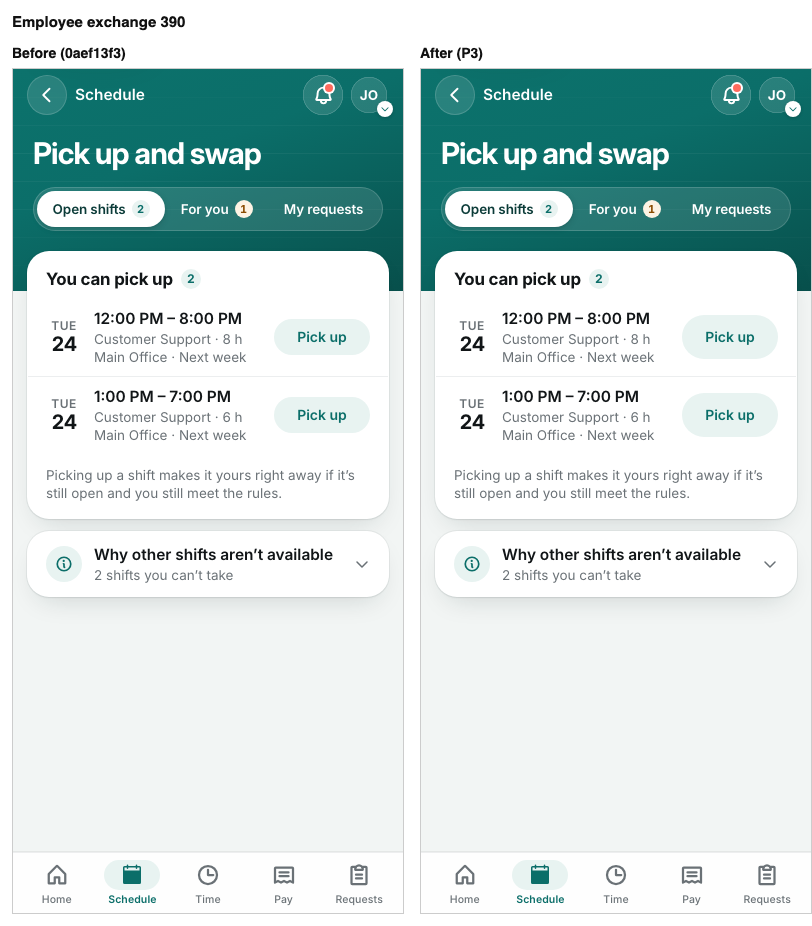 Employee exchange 390
Before (0aef13f3)
Schedule
JO
Pick up and swap
Open shifts 2
For you 1
My requests
You can pick up 2
TUE
24
12:00 PM – 8:00 PM
Customer Support · 8 h
Main Office · Next week
Pick up
TUE
24
1:00 PM – 7:00 PM
Customer Support · 6 h
Main Office · Next week
Pick up
Picking up a shift makes it yours right away if it’s
still open and you still meet the rules.
Why other shifts aren’t available
2 shifts you can’t take
Home
Schedule
Time
Pay
Requests
After (P3)
Schedule
JO
Pick up and swap
Open shifts 2
For you 1
My requests
You can pick up 2
TUE
24
12:00 PM – 8:00 PM
Customer Support · 8 h
Main Office · Next week
Pick up
TUE
24
1:00 PM – 7:00 PM
Customer Support · 6 h
Main Office · Next week
Pick up
Picking up a shift makes it yours right away if it’s
still open and you still meet the rules.
Why other shifts aren’t available
2 shifts you can’t take
Home
Schedule
Time
Pay
Requests